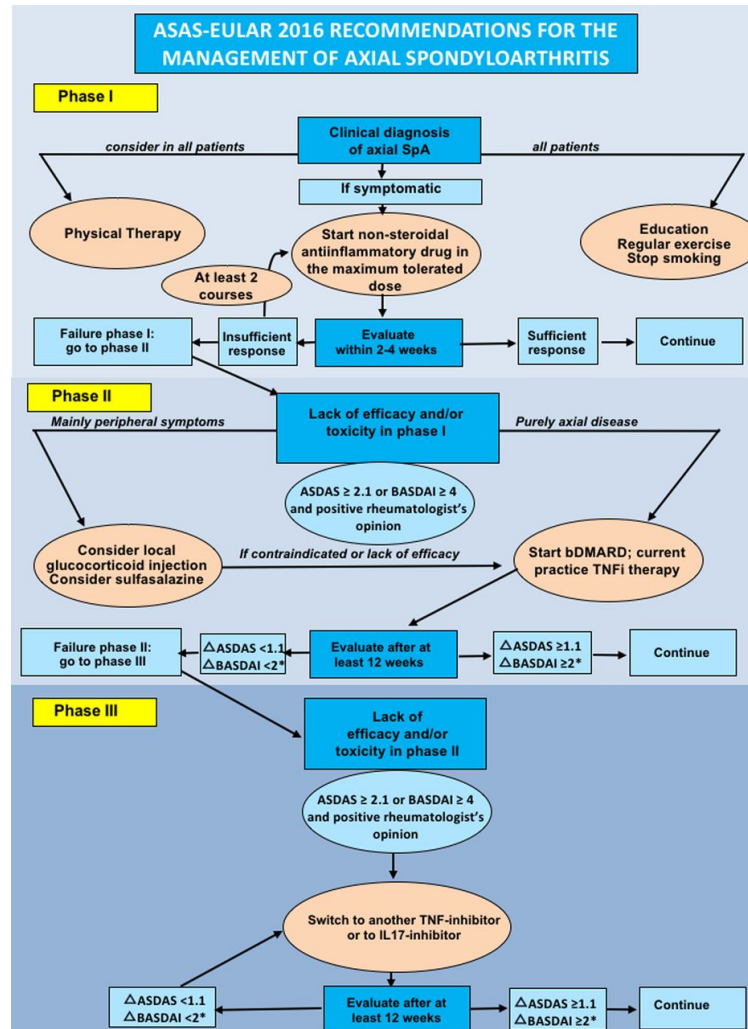 ASAS-EULAR 2016 RECOMMENDATIONS FOR THE
MANAGEMENT OF AXIAL SPONDYLOARTHRITIS
Phase I
consider in all patients
Clinical diagnosis
of axial SpA
all patients
If symptomatic
Physical Therapy
Start non-steroidal
antiinflammatory drug in
the maximum tolerated
dose
Education
Regular exercise
Stop smoking
At least 2
courses
Failure phase I:
go to phase II
Insufficient
response
Evaluate
within 2-4 weeks
Sufficient
response
Continue
Phase II
Mainly peripheral symptoms
Lack of efficacy and/or
toxicity in phase I
Purely axial disease
ASDAS ≥ 2.1 or BASDAI ≥ 4
and positive rheumatologist's
opinion
Consider local
glucocorticoid injection
Consider sulfasalazine
If contraindicated or lack of efficacy
Start bDMARD; current
practice TNFi therapy
Failure phase II:
go to phase III
△ASDAS <1.1
△BASDAI <2*
Evaluate after at
least 12 weeks
△ASDAS ≥1.1
△BASDAI ≥2*
Continue
Phase III
Lack of
efficacy and/or
toxicity in phase II
ASDAS ≥ 2.1 or BASDAI ≥ 4
and positive rheumatologist's
opinion
Switch to another TNF-inhibitor
or to IL17-inhibitor
△ASDAS <1.1
△BASDAI <2*
Evaluate after at
least 12 weeks
△ASDAS ≥1.1
△BASDAI ≥2*
Continue